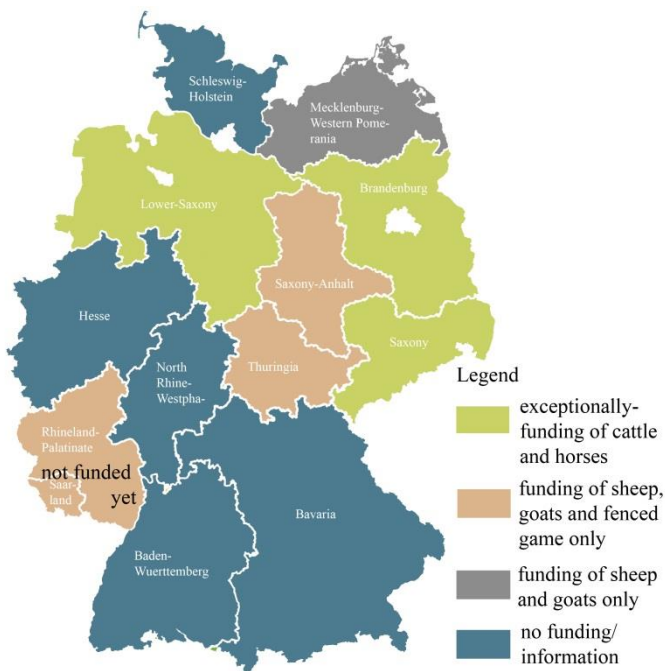 Schleswig-
Holstein
Mecklenburg-
Western Pome-
rania
Brandenburg
Lower-Saxony
Saxony-Anhalt
Hesse
North
Rhine-
Westpha-
Thuringia
Saxony
Rhineland-
Palatinate
not funded
yet
Saar-
land
Bavaria
Baden-
Wuerttemberg
Legend
exceptionally-
funding of cattle
and horses
funding of sheep,
goats and fenced
game only
funding of sheep
and goats only
no funding/
information